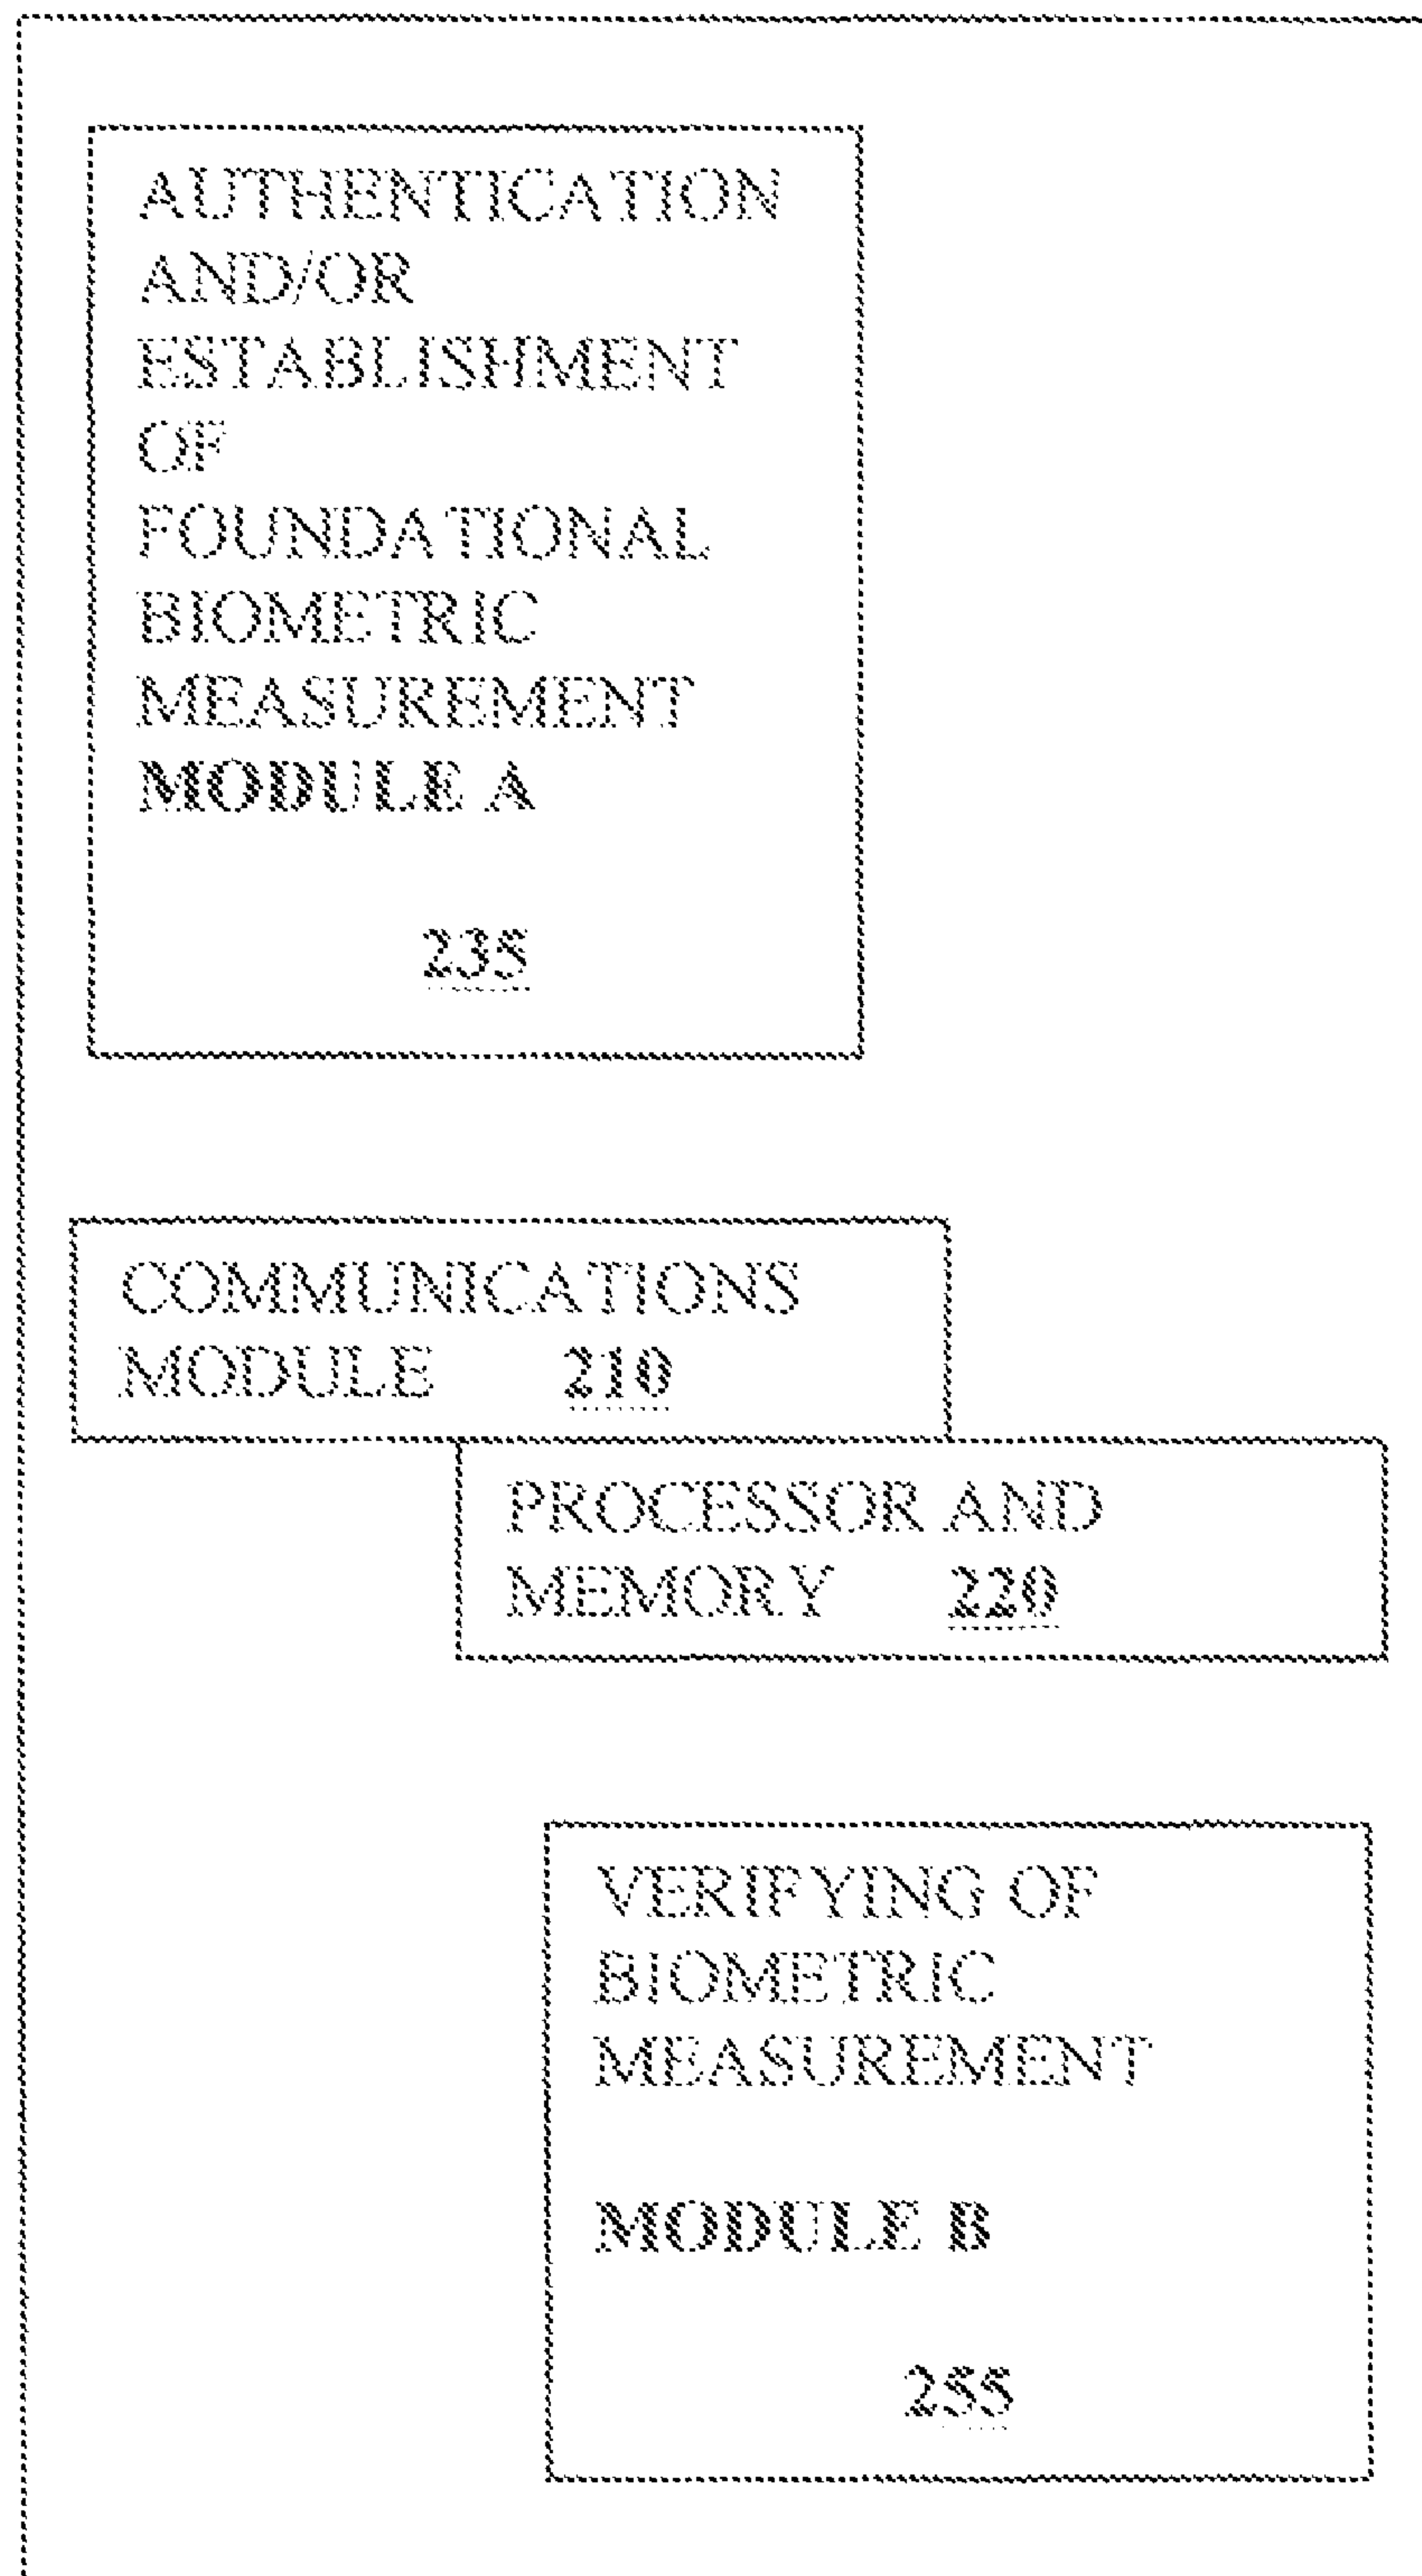 AUTHENTICATION
AND/OR
ESTABLISHMENT
OF
FOUNDATIONAL
BIOMETRIC
MEASUREMENT
MODULE A
235
COMMUNICATIONS
MODULE 210
PROCESSOR AND
MEMORY 220
VERIFYING OF
BIOMETRIC
MEASUREMENT
MODULE B
255